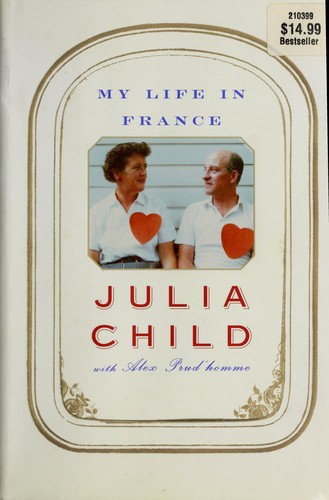 210399
$14.99
Bestseller
MY LIFE IN
FRANCE
JULIA
CHILD
with Alex Prud'homme